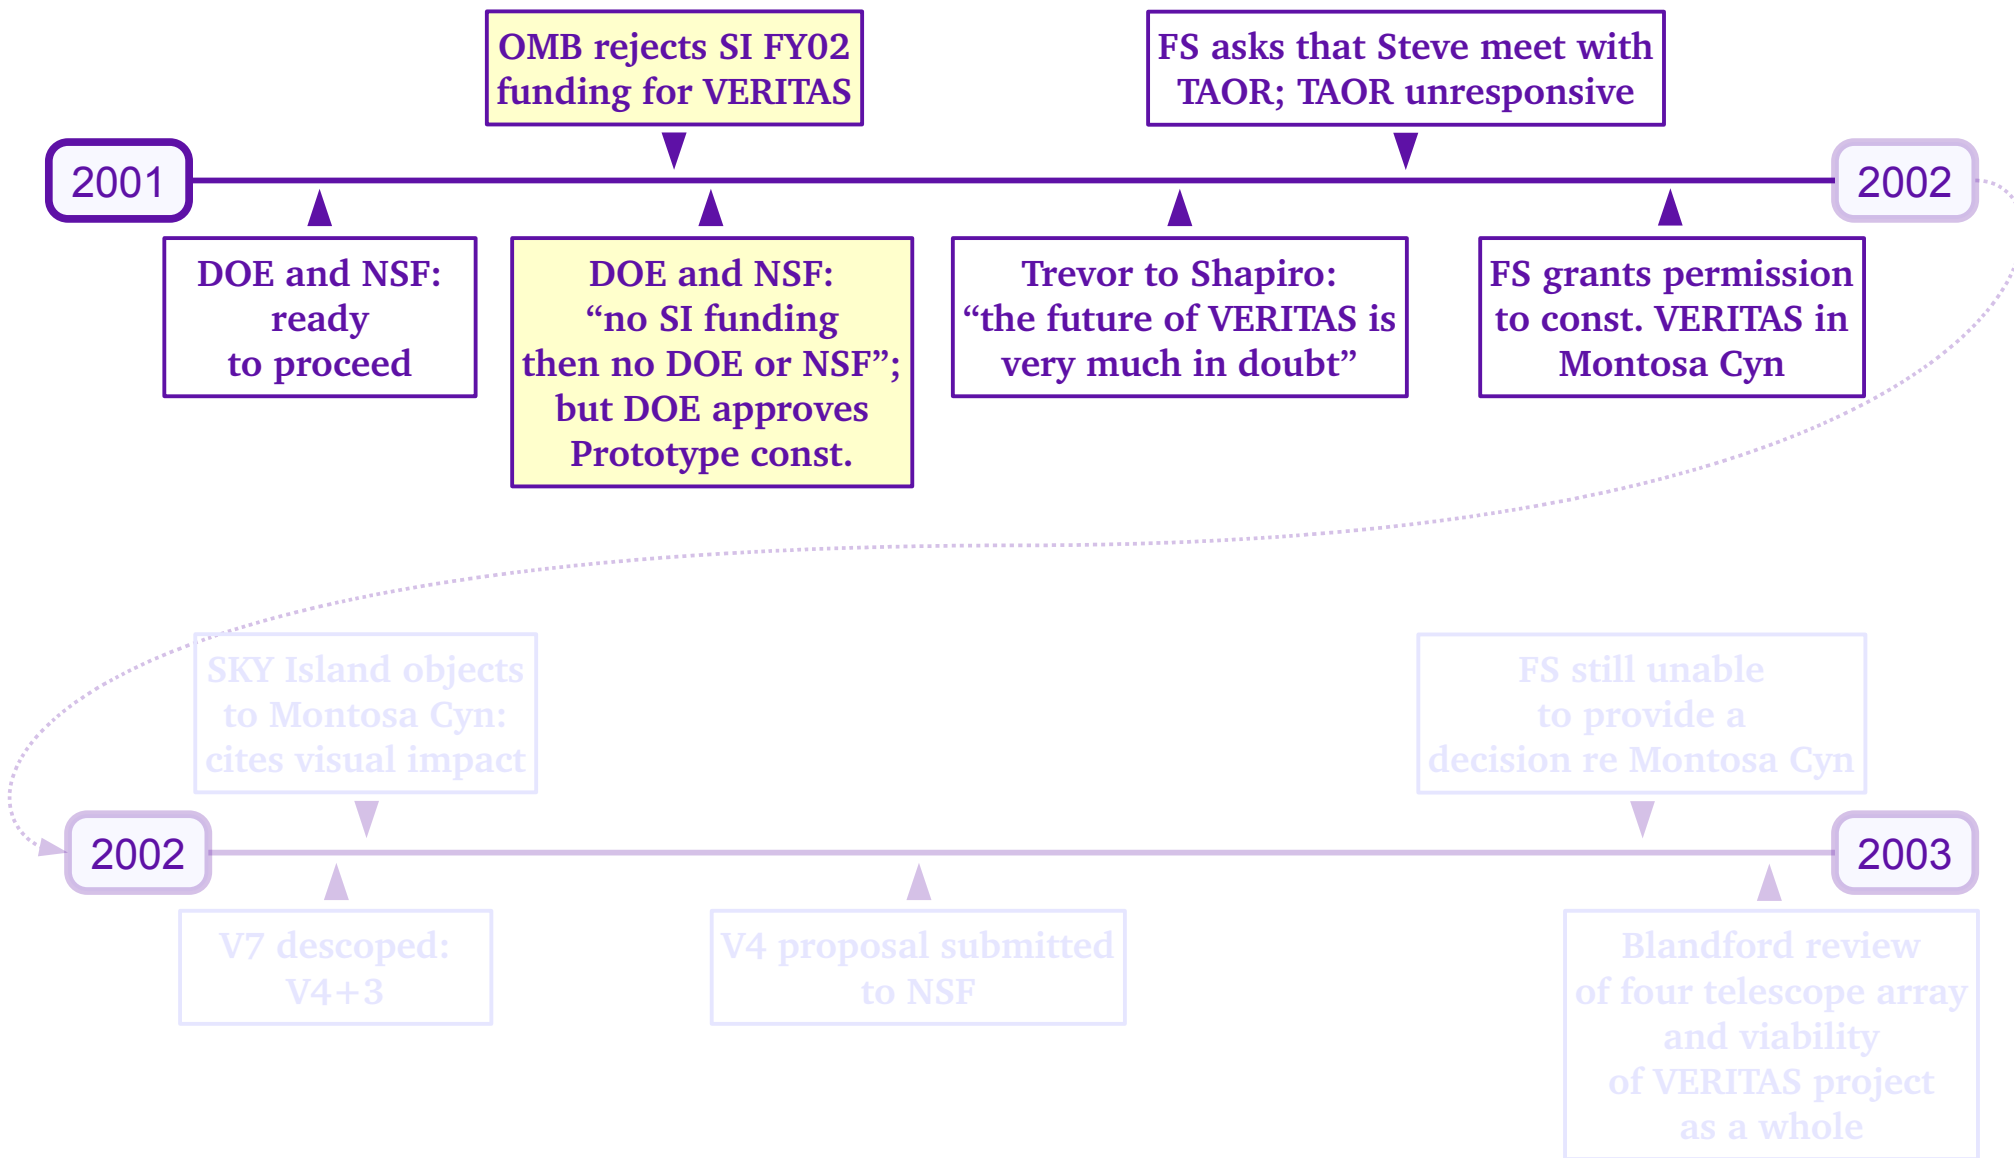 OMB rejects SI FY02
funding for VERITAS
FS asks that Steve meet with
TAOR; TAOR unresponsive
2001
2002
DOE and NSF:
ready
to proceed
DOE and NSF:
“no SI funding
then no DOE or NSF”;
but DOE approves
Prototype const.
Trevor to Shapiro:
“the future of VERITAS is
very much in doubt”
FS grants permission
to const. VERITAS in
Montosa Cyn
SKY Island objects
to Montosa Cyn:
cites visual impact
FS still unable
to provide a
decision re Montosa Cyn
2002
2003
V7 descoped:
V4+3
V4 proposal submitted
to NSF
Blandford review
of four telescope array
and viability
of VERITAS project
as a whole